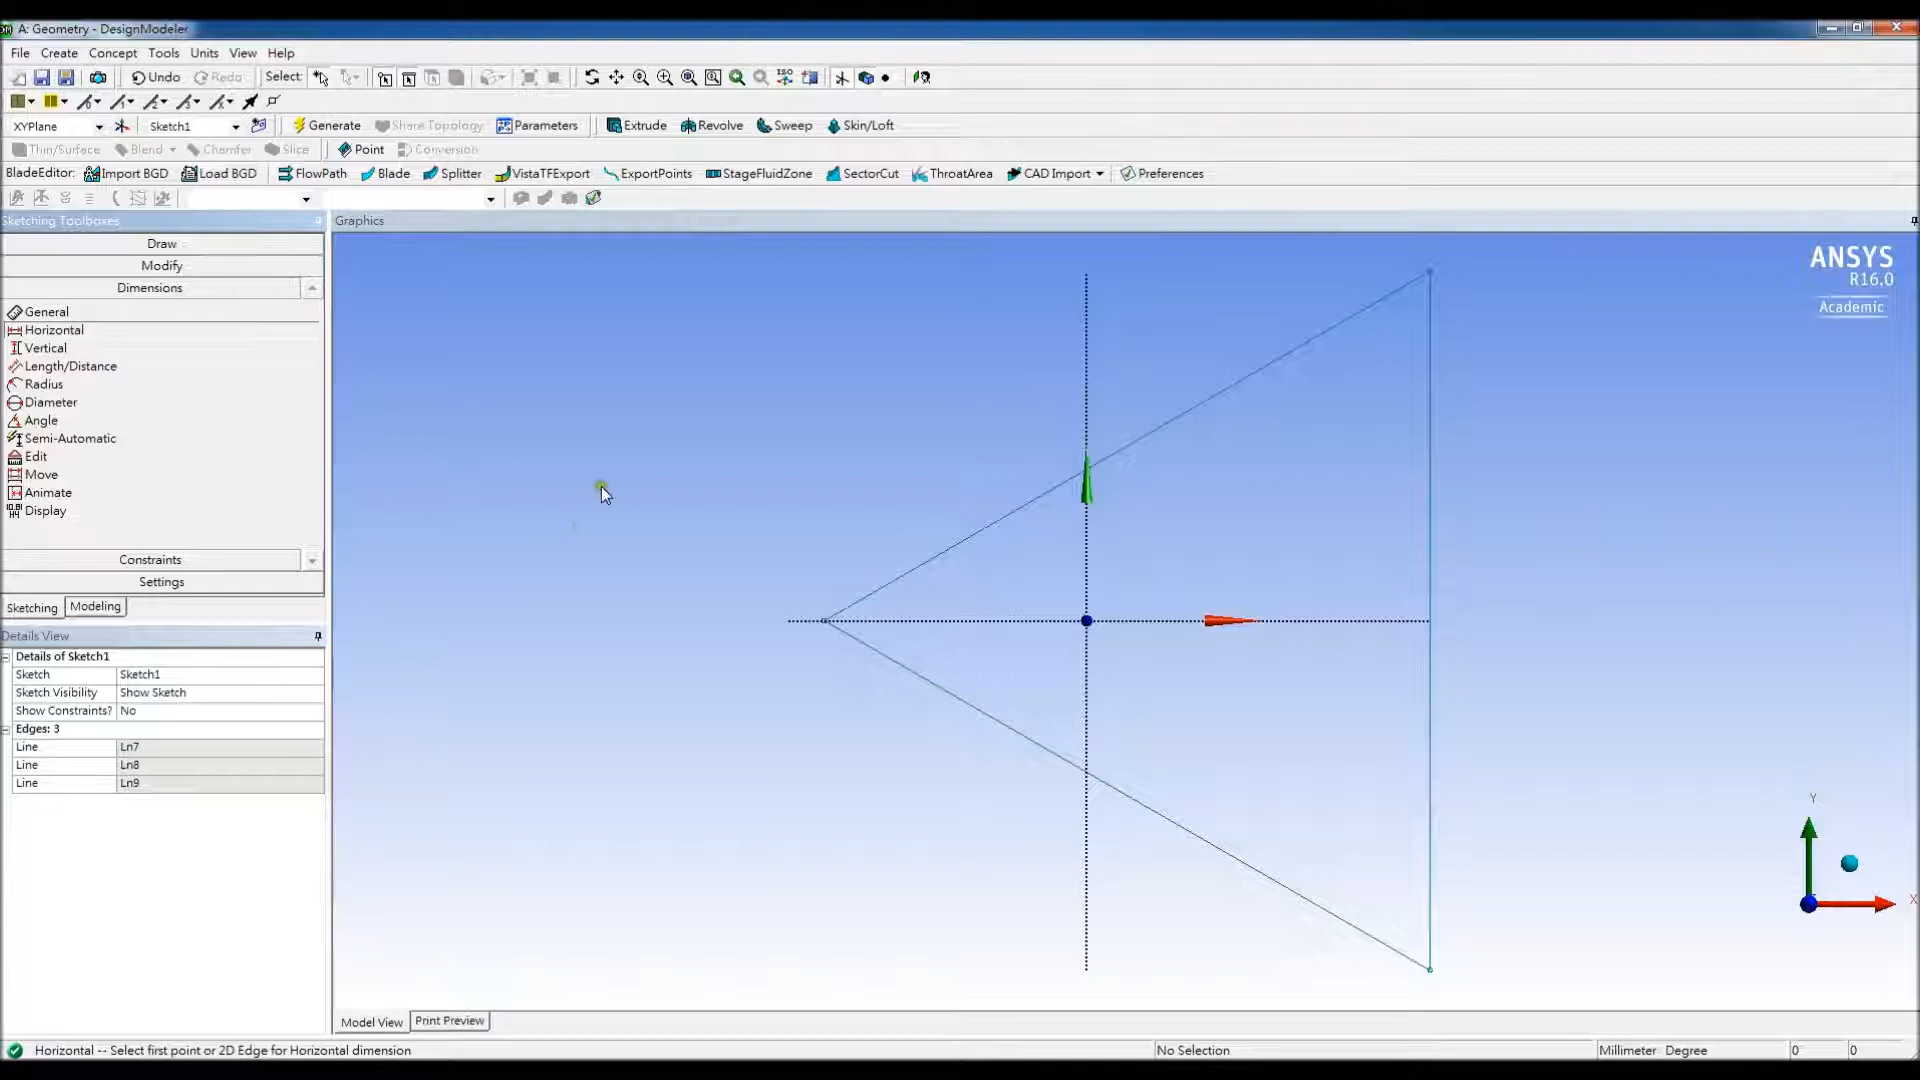 A: Geometry - DesignModeler
File Create Concept Tools Units View Help
Undo Redo Select:
XYPlane Sketch1 Generate Share Topology Parameters Extrude Revolve Sweep Skin/Loft
Thin/Surface Blend Chamfer Slice Point Conversion
BladeEditor: Import BGD Load BGD FlowPath Blade Splitter VistaTFExport ExportPoints StageFluidZone SectorCut ThroatArea CAD Import Preferences
Sketching Toolboxes
Draw
Modify
Dimensions
General
Horizontal
Vertical
Length/Distance
Radius
Diameter
Angle
Semi-Automatic
Edit
Move
Animate
Display
Constraints
Settings
Sketching Modeling
Details View
Details of Sketch1
Sketch Sketch1
Sketch Visibility Show Sketch
Show Constraints? No
Edges: 3
Line Ln7
Line Ln8
Line Ln9
Graphics
ANSYS
R16.0
Academic
Y
X
Model View Print Preview
Horizontal -- Select first point or 2D Edge for Horizontal dimension No Selection Millimeter Degree 0 0